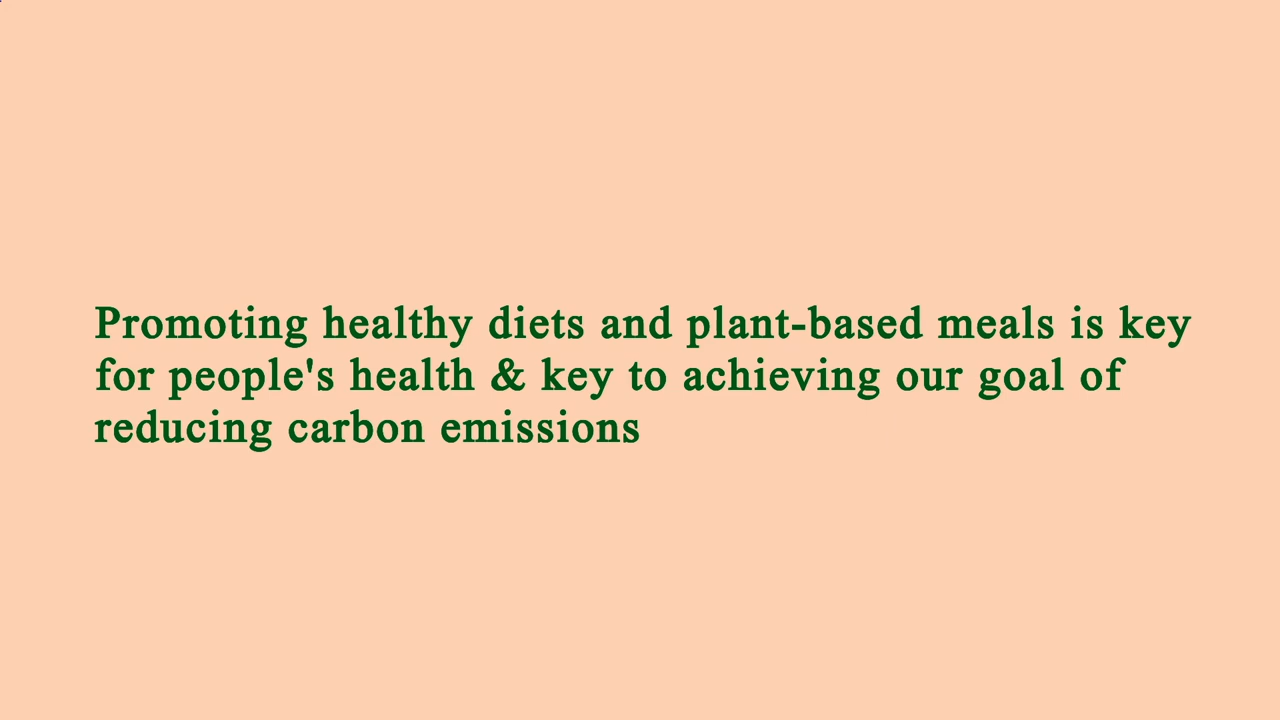 Promoting healthy diets and plant-based meals is key
for people's health & key to achieving our goal of
reducing carbon emissions